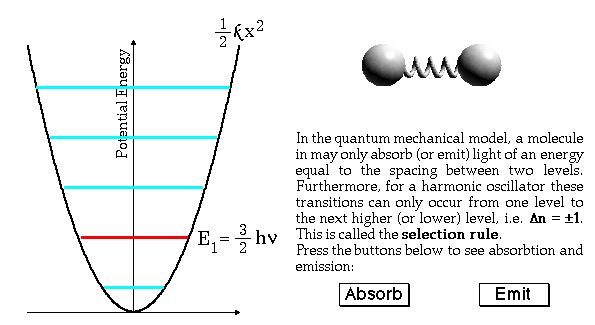 ½ kx²
Potential Energy
E₁= 3/2 hν
In the quantum mechanical model, a molecule
in may only absorb (or emit) light of an energy
equal to the spacing between two levels.
Furthermore, for a harmonic oscillator these
transitions can only occur from one level to
the next higher (or lower) level, i.e. Δn = ±1.
This is called the selection rule.
Press the buttons below to see absorbtion and
emission:
Absorb Emit